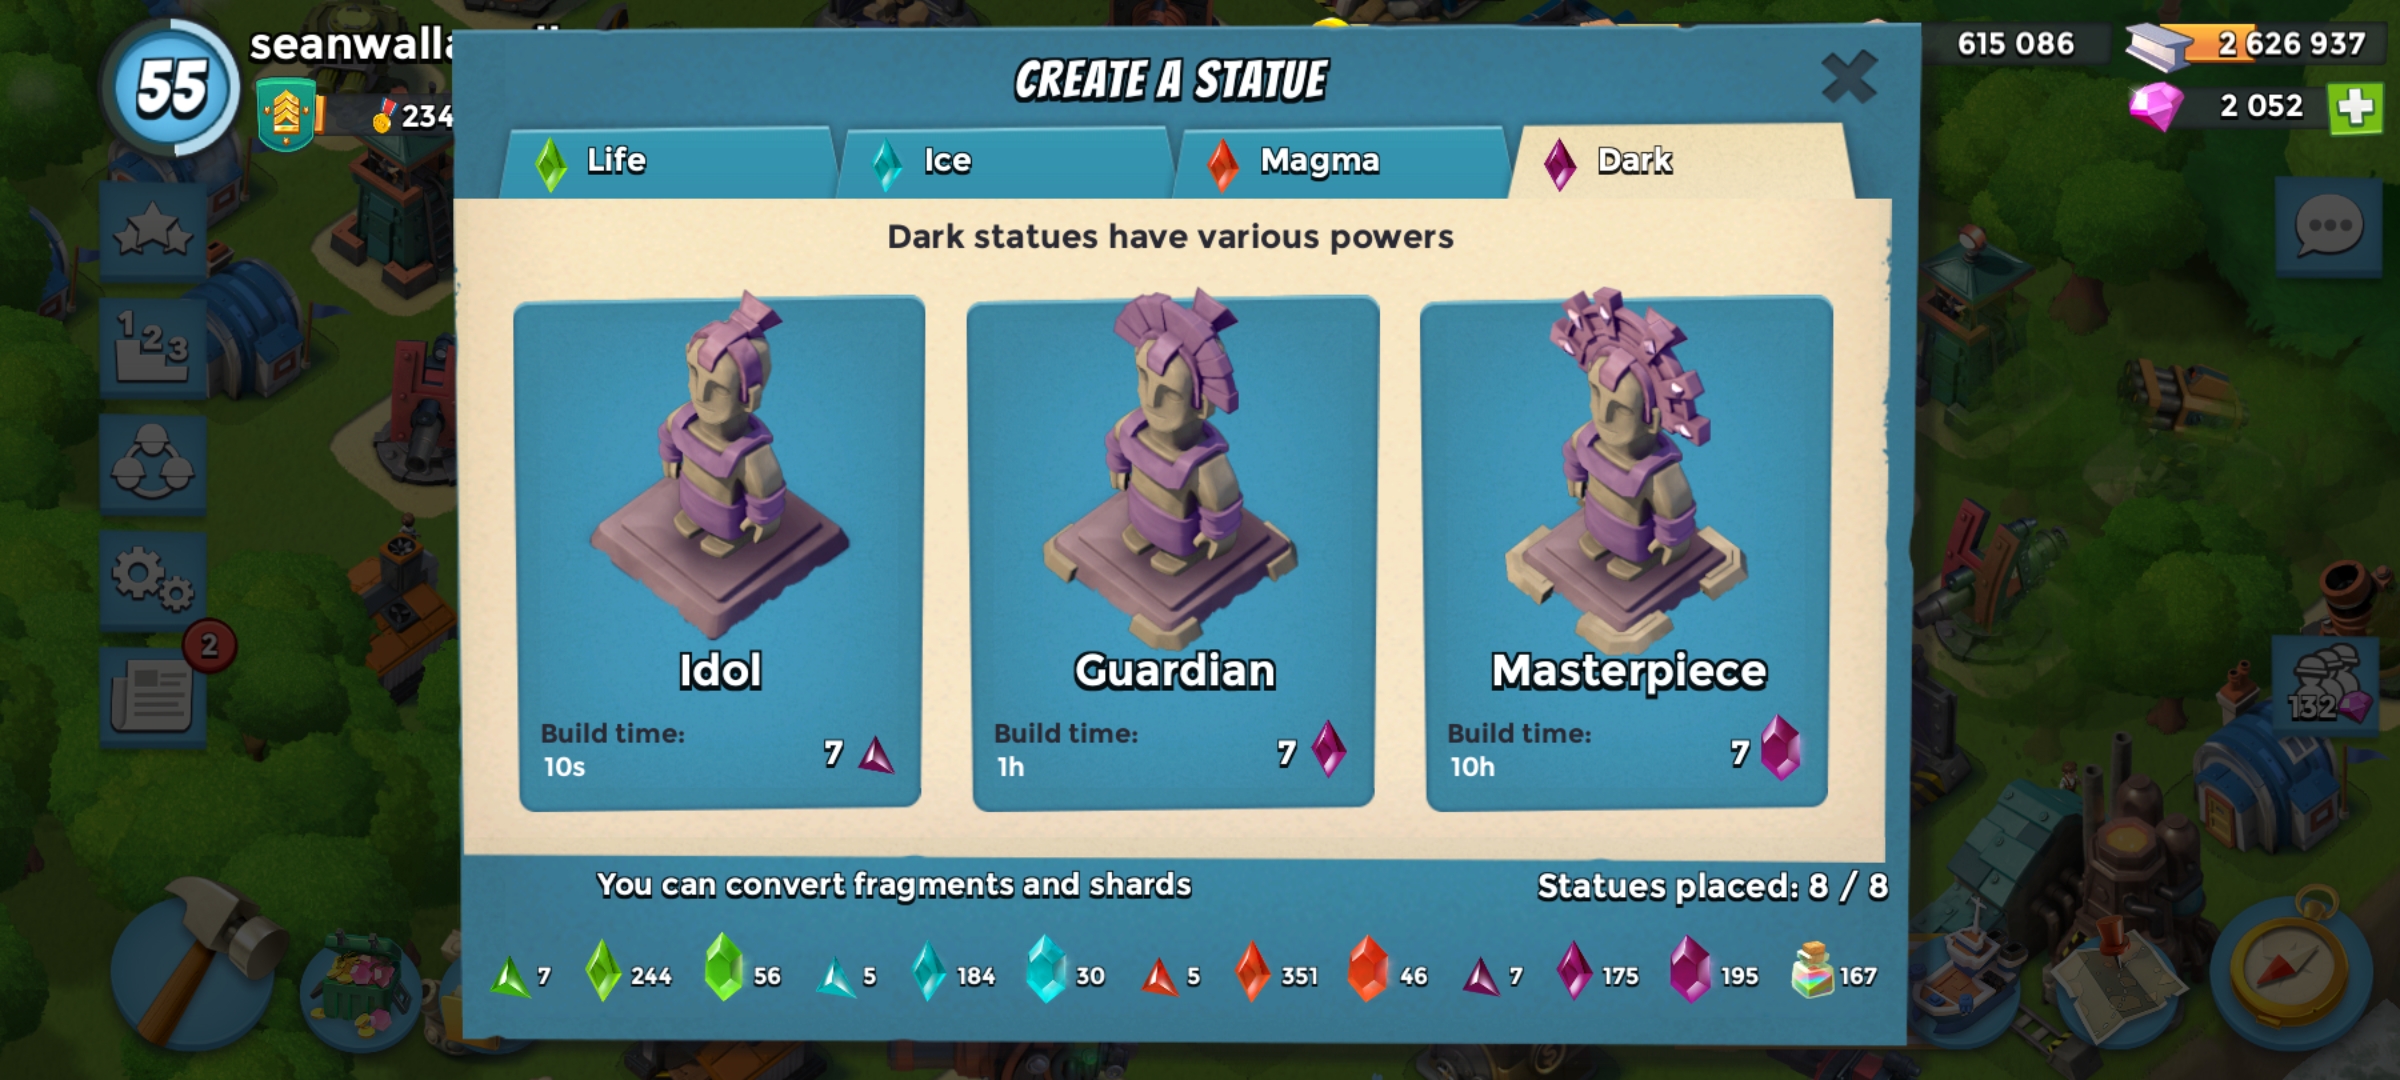 55
234
615 086
2 626 937
2 052
CREATE A STATUE
Life
Ice
Magma
Dark
Dark statues have various powers
1 2 3
2
Idol
Build time:
10s
7
Guardian
Build time:
1h
7
Masterpiece
Build time:
10h
7
132
You can convert fragments and shards
Statues placed: 8 / 8
7 244 56 5 184 30 5 351 46 7 175 195 167